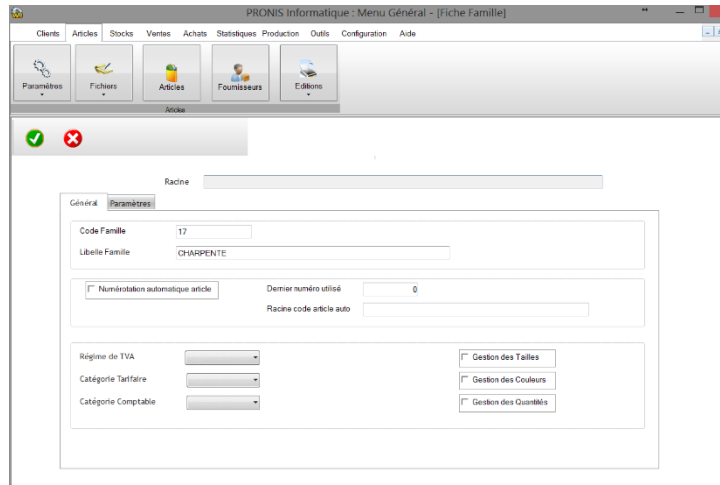 PRONIS Informatique : Menu Général - [Fiche Famille]
Clients Articles Stocks Ventes Achats Statistiques Production Outils Configuration Aide
Paramètres Fichiers Articles Fournisseurs Editions
Articles
Racine
Général Paramètres
Code Famille 17
Libelle Famille CHARPENTE
Numérotation automatique article Dernier numéro utilisé 0
Racine code article auto
Régime de TVA Gestion des Tailles
Catégorie Tarifaire Gestion des Couleurs
Catégorie Comptable Gestion des Quantités